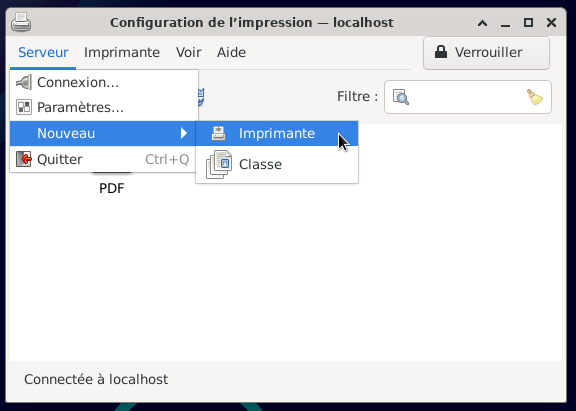 Configuration de l’impression — localhost
Serveur Imprimante Voir Aide
Verrouiller
Connexion...
Paramètres...
Nouveau
Quitter Ctrl+Q
Filtre :
Imprimante
Classe
PDF
Connectée à localhost